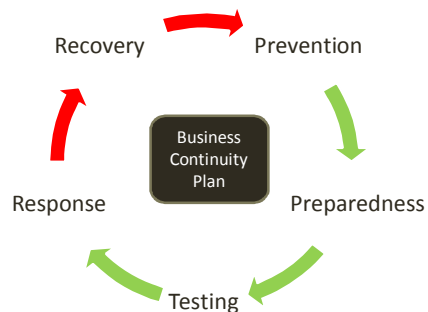 Recovery
Prevention
Business
Continuity
Plan
Response
Preparedness
Testing